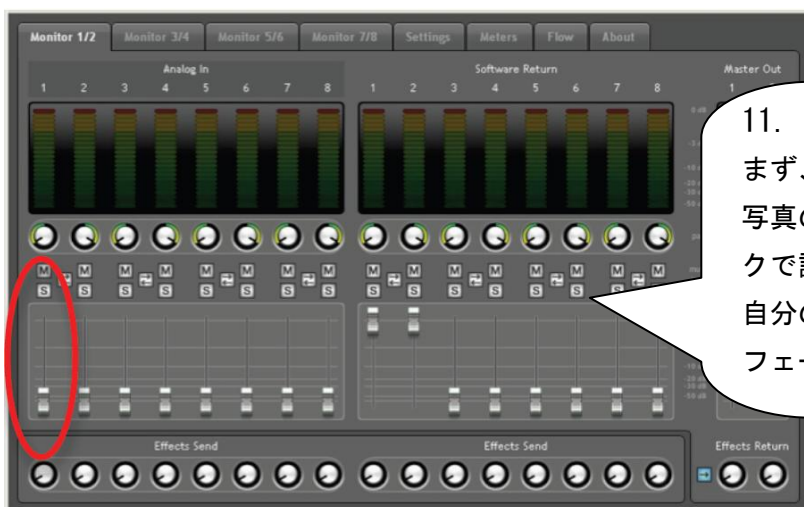 Monitor 1/2 Monitor 3/4 Monitor 5/6 Monitor 7/8 Settings Meters Flow About
Analog In Software Return Master Out
1 2 3 4 5 6 7 8 1 2 3 4 5 6 7 8 1
M M M M M M M M M M M M M M M M
S S S S S S S S S S S S S S S S
Effects Send Effects Send Effects Return
11.
まず、
写真の
クで
自分の
フェー